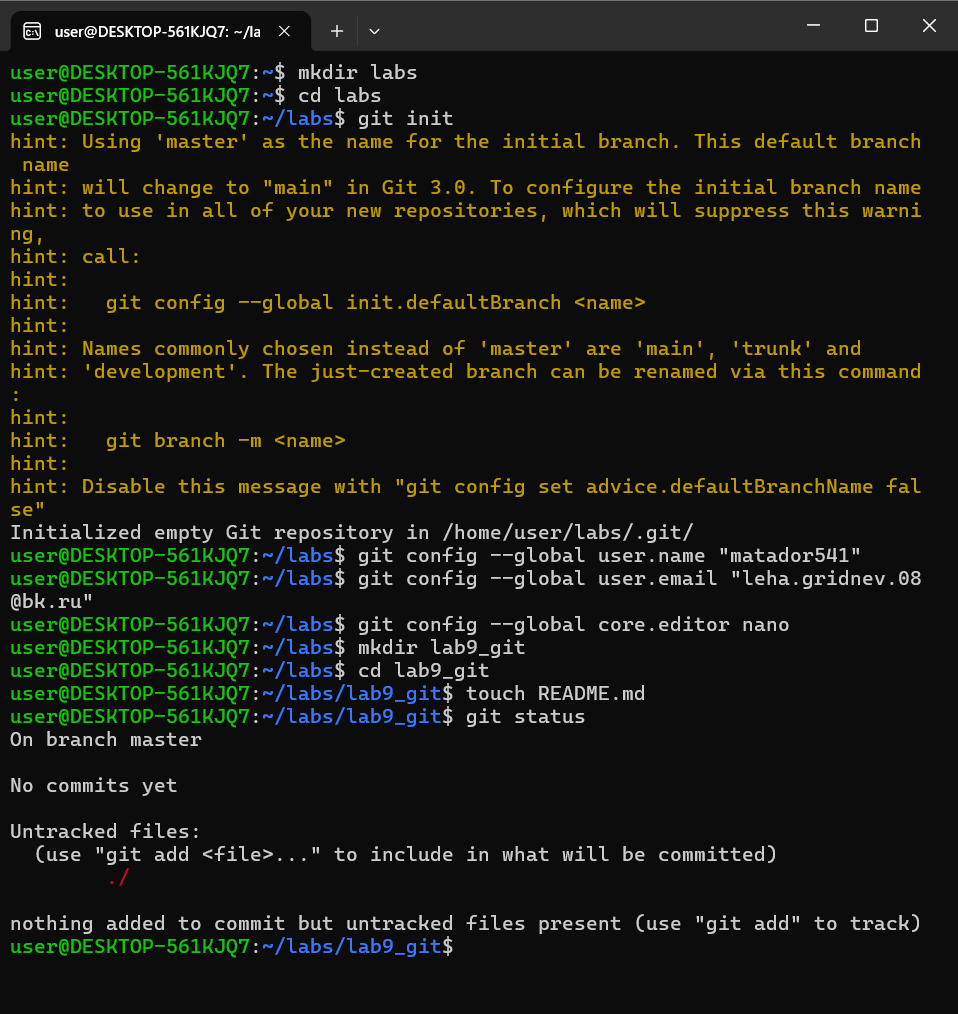 user@DESKTOP-561KJQ7: ~/la
user@DESKTOP-561KJQ7:~$ mkdir labs
user@DESKTOP-561KJQ7:~$ cd labs
user@DESKTOP-561KJQ7:~/labs$ git init
hint: Using 'master' as the name for the initial branch. This default branch
 name
hint: will change to "main" in Git 3.0. To configure the initial branch name
hint: to use in all of your new repositories, which will suppress this warni
ng,
hint: call:
hint:
hint:   git config --global init.defaultBranch <name>
hint:
hint: Names commonly chosen instead of 'master' are 'main', 'trunk' and
hint: 'development'. The just-created branch can be renamed via this command
:
hint:
hint:   git branch -m <name>
hint:
hint: Disable this message with "git config set advice.defaultBranchName fal
se"
Initialized empty Git repository in /home/user/labs/.git/
user@DESKTOP-561KJQ7:~/labs$ git config --global user.name "matador541"
user@DESKTOP-561KJQ7:~/labs$ git config --global user.email "leha.gridnev.08
@bk.ru"
user@DESKTOP-561KJQ7:~/labs$ git config --global core.editor nano
user@DESKTOP-561KJQ7:~/labs$ mkdir lab9_git
user@DESKTOP-561KJQ7:~/labs$ cd lab9_git
user@DESKTOP-561KJQ7:~/labs/lab9_git$ touch README.md
user@DESKTOP-561KJQ7:~/labs/lab9_git$ git status
On branch master

No commits yet

Untracked files:
  (use "git add <file>..." to include in what will be committed)
        ./

nothing added to commit but untracked files present (use "git add" to track)
user@DESKTOP-561KJQ7:~/labs/lab9_git$